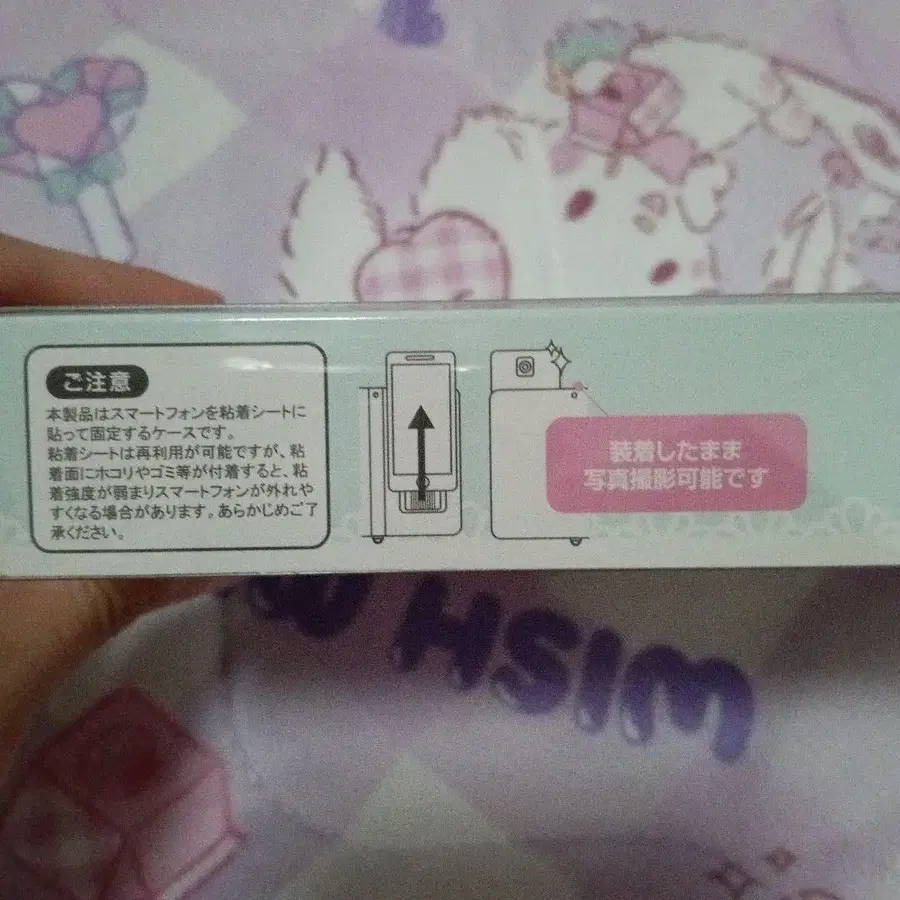 ご注意
本製品はスマートフォンを粘着シートに
貼って固定するケースです。
粘着シートは再利用が可能ですが、粘
着面にホコリやゴミ等が付着すると、粘
着強度が弱まりスマートフォンが外れや
すくなる場合があります。あらかじめご了
承ください。
装着したまま
写真撮影可能です
WISH